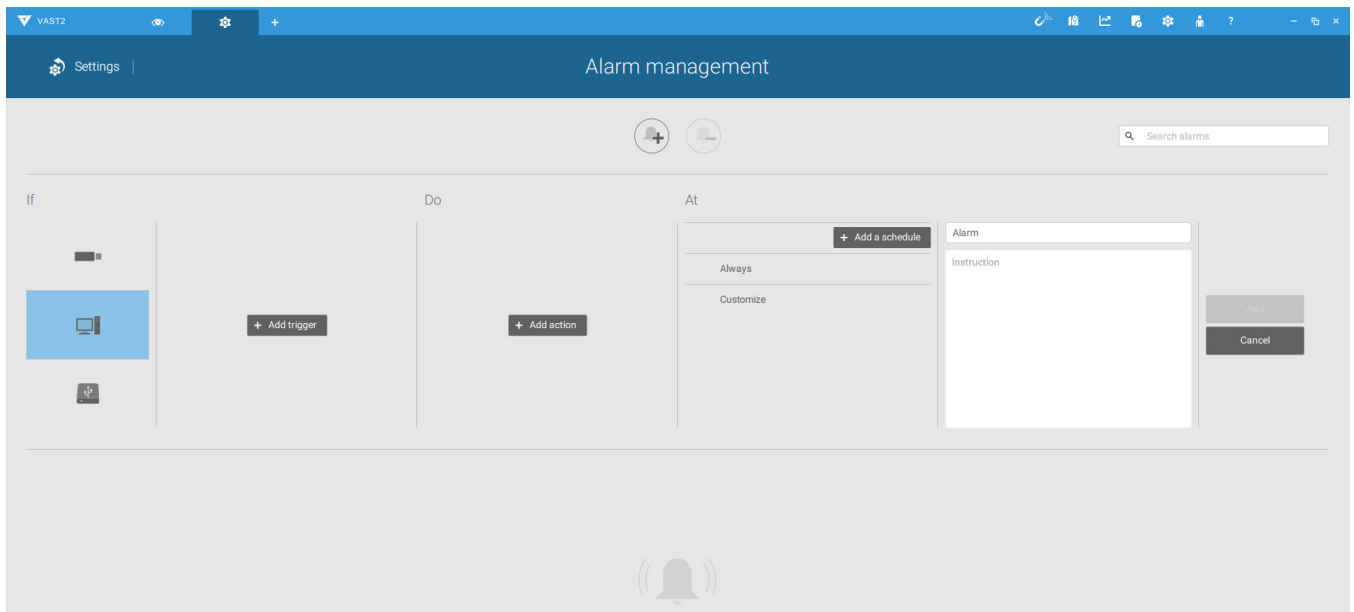 VAST2
+
?
Settings
Alarm management
Search alarms
If
Do
At
+ Add a schedule
Alarm
Always
Instruction
Customize
+ Add trigger
+ Add action
Add
Cancel